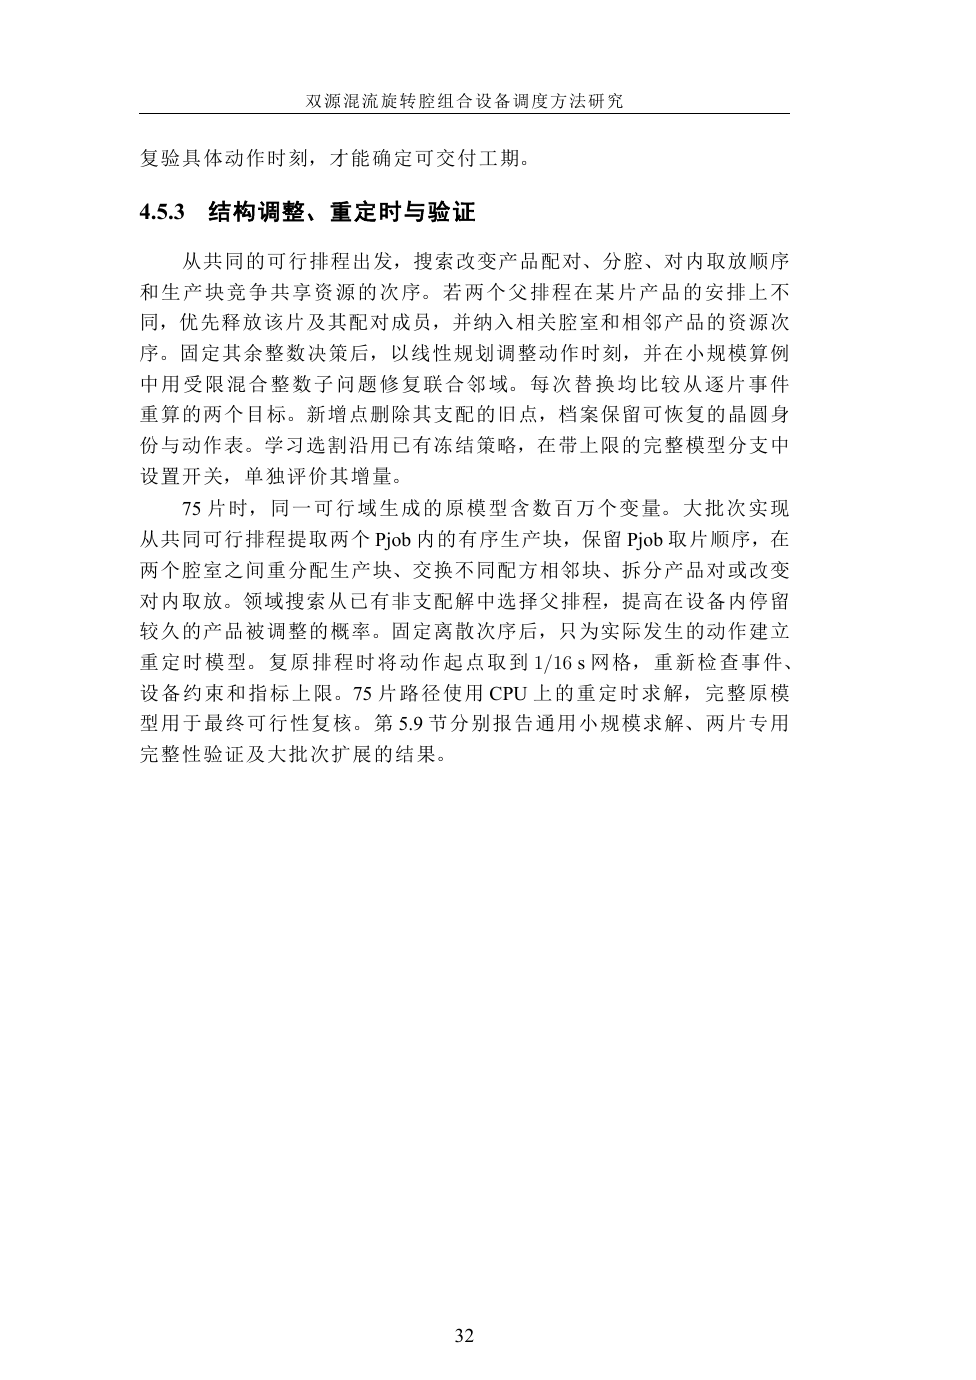 双源混流旋转腔组合设备调度方法研究
复验具体动作时刻，才能确定可交付工期。
4.5.3 结构调整、重定时与验证
从共同的可行排程出发，搜索改变产品配对、分腔、对内取放顺序
和生产块竞争共享资源的次序。若两个父排程在某片产品的安排上不
同，优先释放该片及其配对成员，并纳入相关腔室和相邻产品的资源次
序。固定其余整数决策后，以线性规划调整动作时刻，并在小规模算例
中用受限混合整数子问题修复联合邻域。每次替换均比较从逐片事件
重算的两个目标。新增点删除其支配的旧点，档案保留可恢复的晶圆身
份与动作表。学习选割沿用已有冻结策略，在带上限的完整模型分支中
设置开关，单独评价其增量。
75 片时，同一可行域生成的原模型含数百万个变量。大批次实现
从共同可行排程提取两个 Pjob 内的有序生产块，保留 Pjob 取片顺序，在
两个腔室之间重分配生产块、交换不同配方相邻块、拆分产品对或改变
对内取放。领域搜索从已有非支配解中选择父排程，提高在设备内停留
较久的产品被调整的概率。固定离散次序后，只为实际发生的动作建立
重定时模型。复原排程时将动作起点取到 1/16 s 网格，重新检查事件、
设备约束和指标上限。75 片路径使用 CPU 上的重定时求解，完整原模
型用于最终可行性复核。第 5.9 节分别报告通用小规模求解、两片专用
完整性验证及大批次扩展的结果。
32